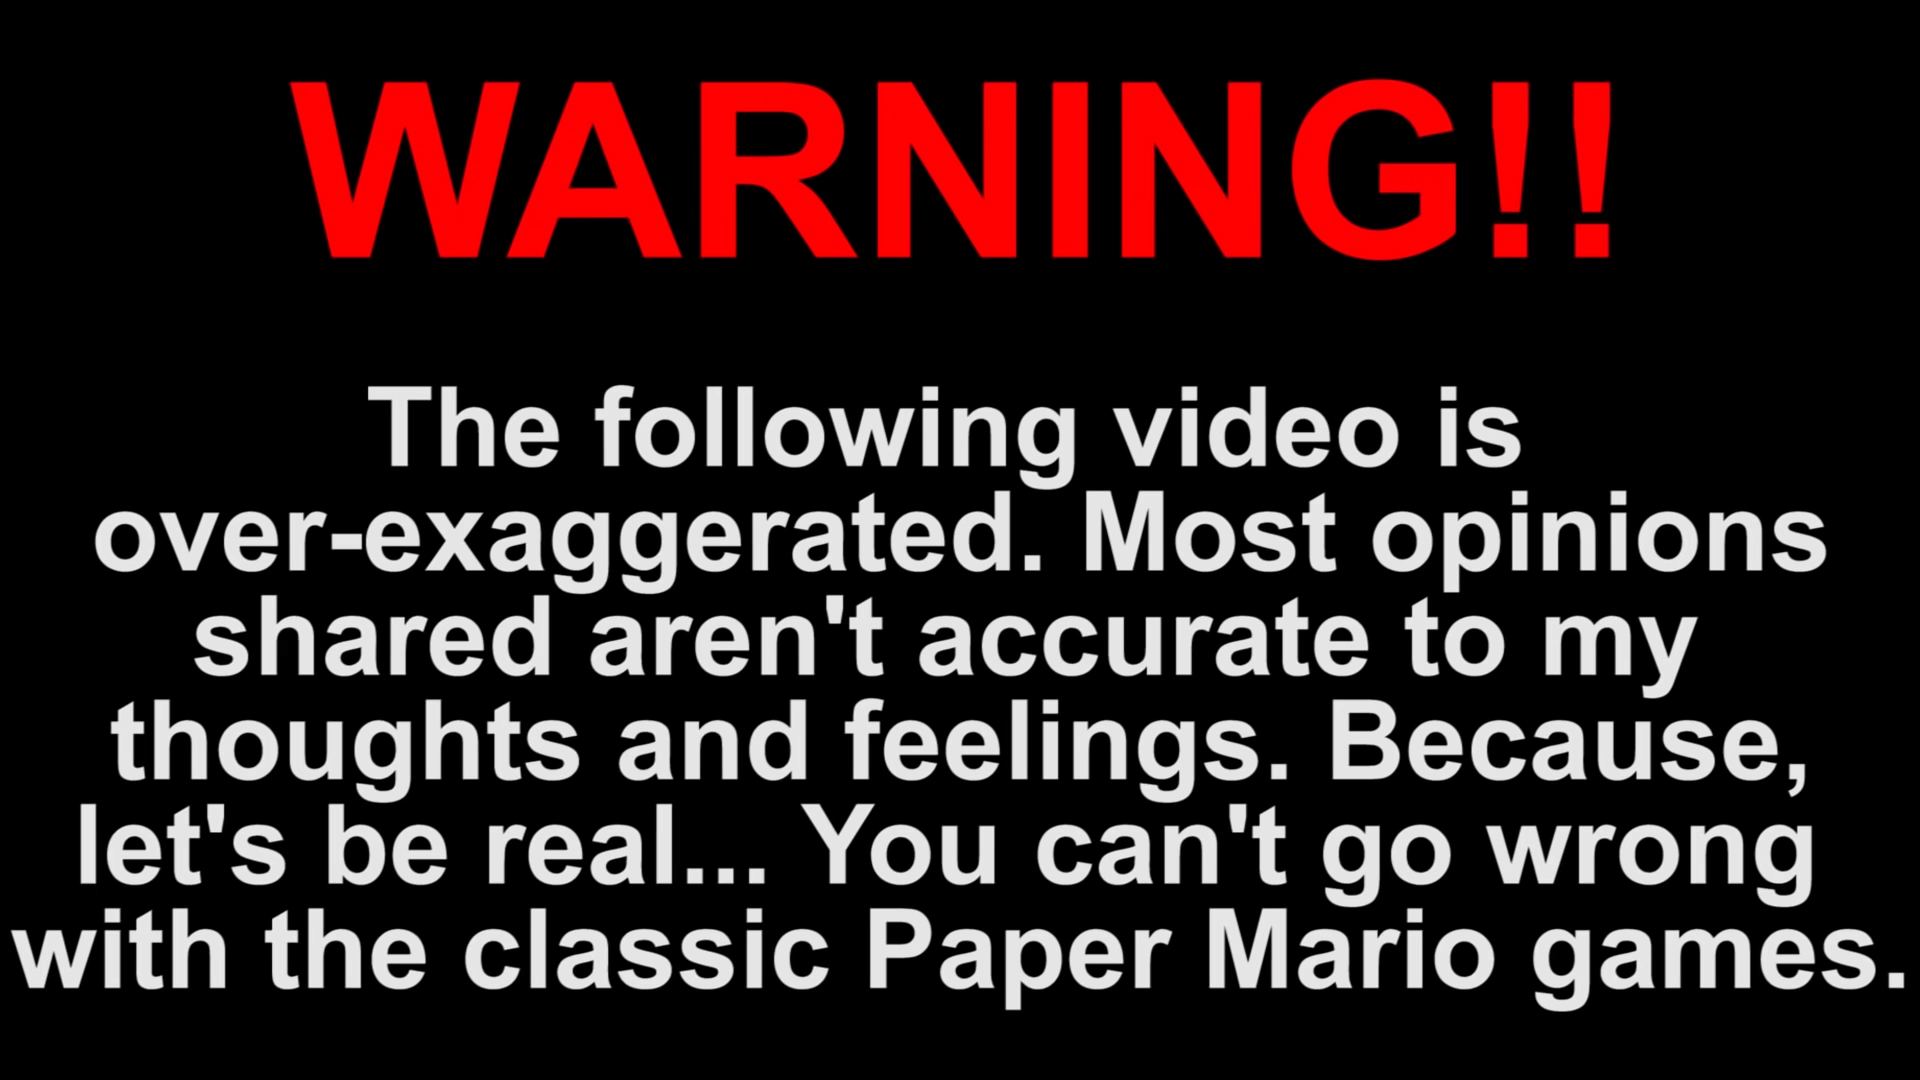 WARNING!!
The following video is
over-exaggerated. Most opinions
shared aren't accurate to my
thoughts and feelings. Because,
let's be real... You can't go wrong
with the classic Paper Mario games.